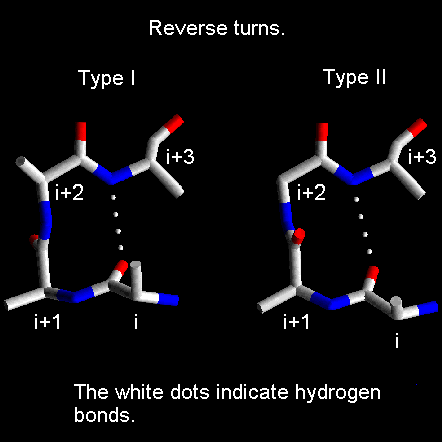 Reverse turns.
Type I
Type II
i+3
i+3
i+2
i+2
i+1
i
i+1
i
The white dots indicate hydrogen
bonds.